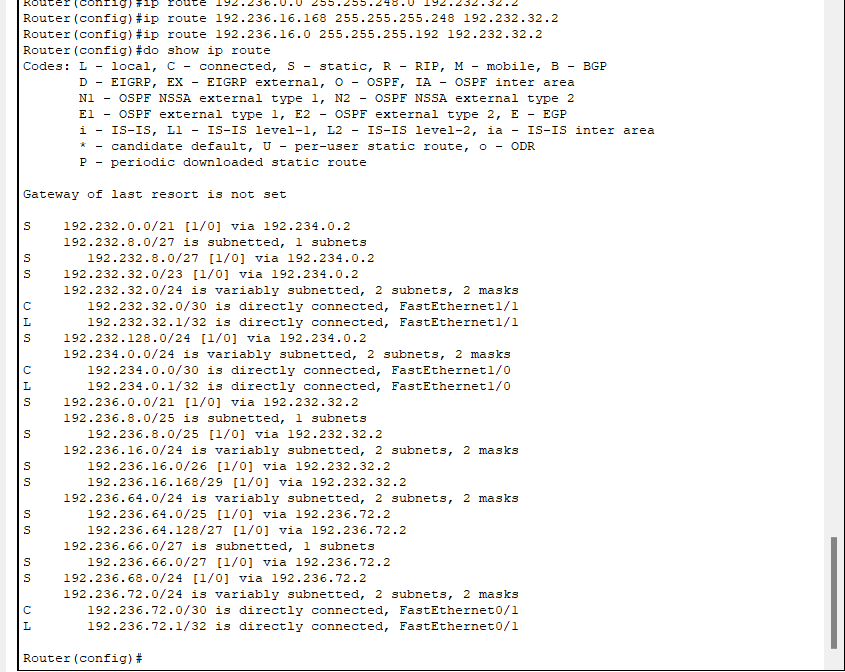 Router(config)#ip route 192.236.0.0 255.255.248.0 192.232.32.2
Router(config)#ip route 192.236.16.168 255.255.255.248 192.232.32.2
Router(config)#ip route 192.236.16.0 255.255.255.192 192.232.32.2
Router(config)#do show ip route
Codes: L - local, C - connected, S - static, R - RIP, M - mobile, B - BGP
       D - EIGRP, EX - EIGRP external, O - OSPF, IA - OSPF inter area
       N1 - OSPF NSSA external type 1, N2 - OSPF NSSA external type 2
       E1 - OSPF external type 1, E2 - OSPF external type 2, E - EGP
       i - IS-IS, L1 - IS-IS level-1, L2 - IS-IS level-2, ia - IS-IS inter area
       * - candidate default, U - per-user static route, o - ODR
       P - periodic downloaded static route
Gateway of last resort is not set
S    192.232.0.0/21 [1/0] via 192.234.0.2
     192.232.8.0/27 is subnetted, 1 subnets
S       192.232.8.0/27 [1/0] via 192.234.0.2
S    192.232.32.0/23 [1/0] via 192.234.0.2
     192.232.32.0/24 is variably subnetted, 2 subnets, 2 masks
C       192.232.32.0/30 is directly connected, FastEthernet1/1
L       192.232.32.1/32 is directly connected, FastEthernet1/1
S    192.232.128.0/24 [1/0] via 192.234.0.2
     192.234.0.0/24 is variably subnetted, 2 subnets, 2 masks
C       192.234.0.0/30 is directly connected, FastEthernet1/0
L       192.234.0.1/32 is directly connected, FastEthernet1/0
S    192.236.0.0/21 [1/0] via 192.232.32.2
     192.236.8.0/25 is subnetted, 1 subnets
S       192.236.8.0/25 [1/0] via 192.232.32.2
     192.236.16.0/24 is variably subnetted, 2 subnets, 2 masks
S       192.236.16.0/26 [1/0] via 192.232.32.2
S       192.236.16.168/29 [1/0] via 192.232.32.2
     192.236.64.0/24 is variably subnetted, 2 subnets, 2 masks
S       192.236.64.0/25 [1/0] via 192.236.72.2
S       192.236.64.128/27 [1/0] via 192.236.72.2
     192.236.66.0/27 is subnetted, 1 subnets
S       192.236.66.0/27 [1/0] via 192.236.72.2
S    192.236.68.0/24 [1/0] via 192.236.72.2
     192.236.72.0/24 is variably subnetted, 2 subnets, 2 masks
C       192.236.72.0/30 is directly connected, FastEthernet0/1
L       192.236.72.1/32 is directly connected, FastEthernet0/1
Router(config)#